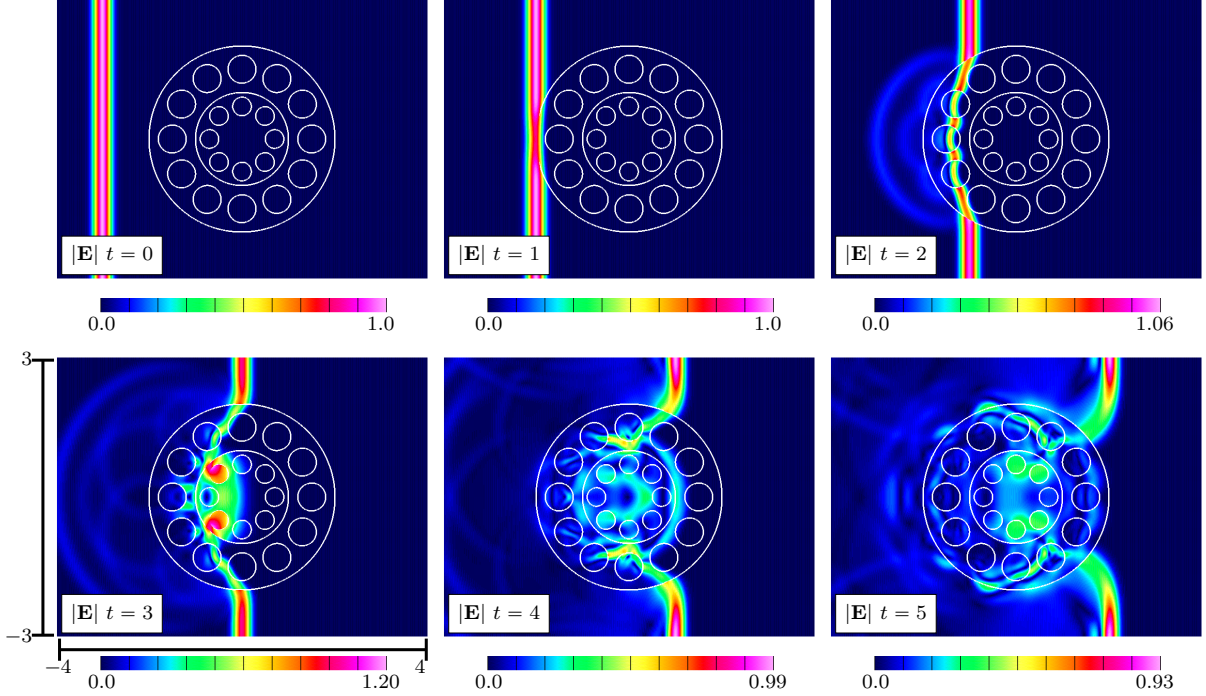 |E| t = 0
|E| t = 1
|E| t = 2
0.0 1.0
0.0 1.0
0.0 1.06
3
−3
|E| t = 3
|E| t = 4
|E| t = 5
−4 4
0.0 1.20
0.0 0.99
0.0 0.93